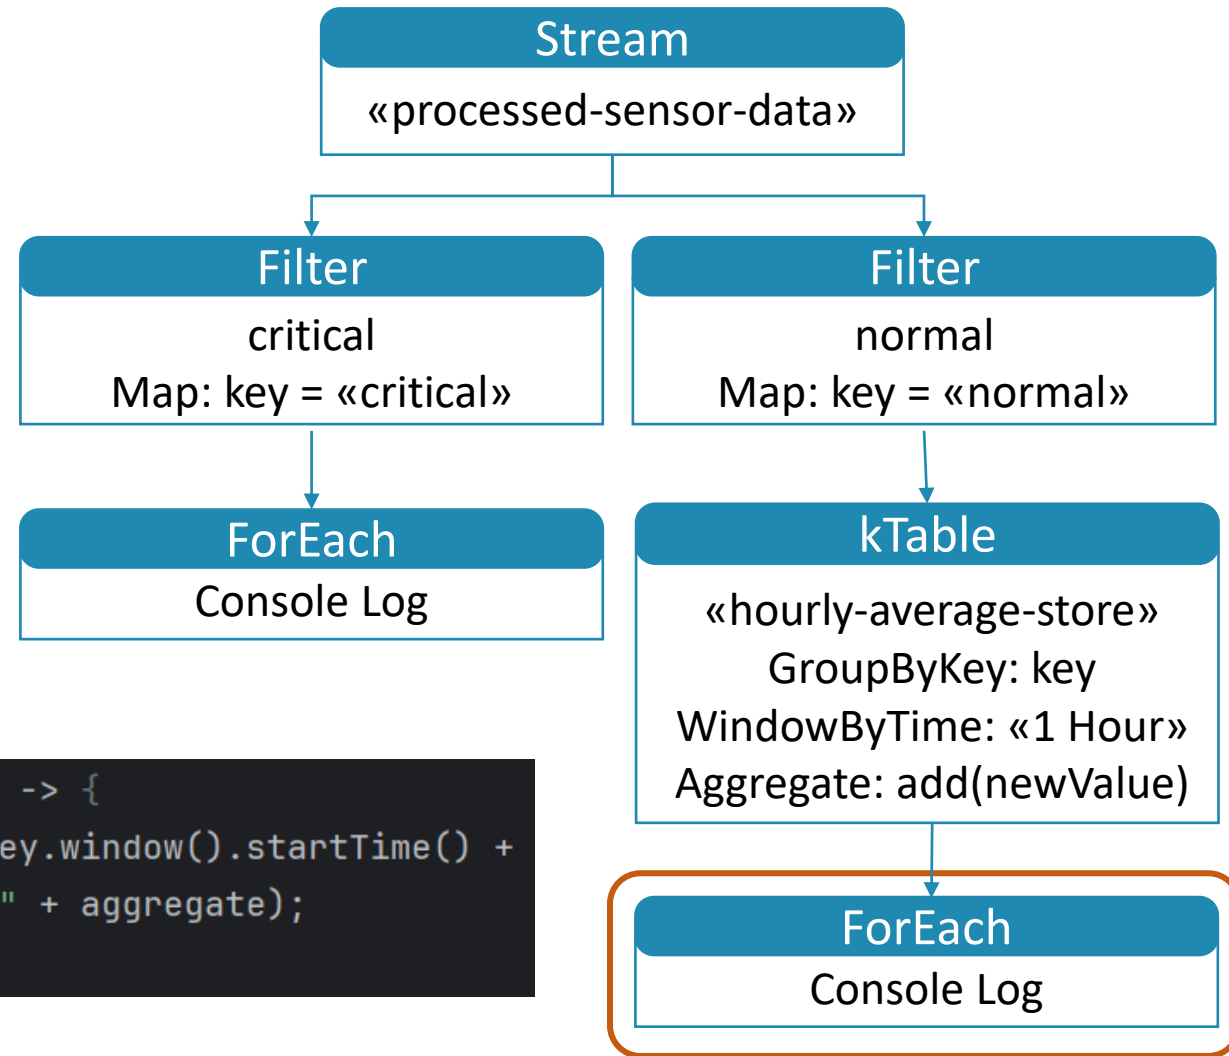 Stream
«processed-sensor-data»
Filter
critical
Map: key = «critical»
Filter
normal
Map: key = «normal»
ForEach
Console Log
kTable
«hourly-average-store»
GroupByKey: key
WindowByTime: «1 Hour»
Aggregate: add(newValue)
-> {
ey.window().startTime() +
" + aggregate);
ForEach
Console Log